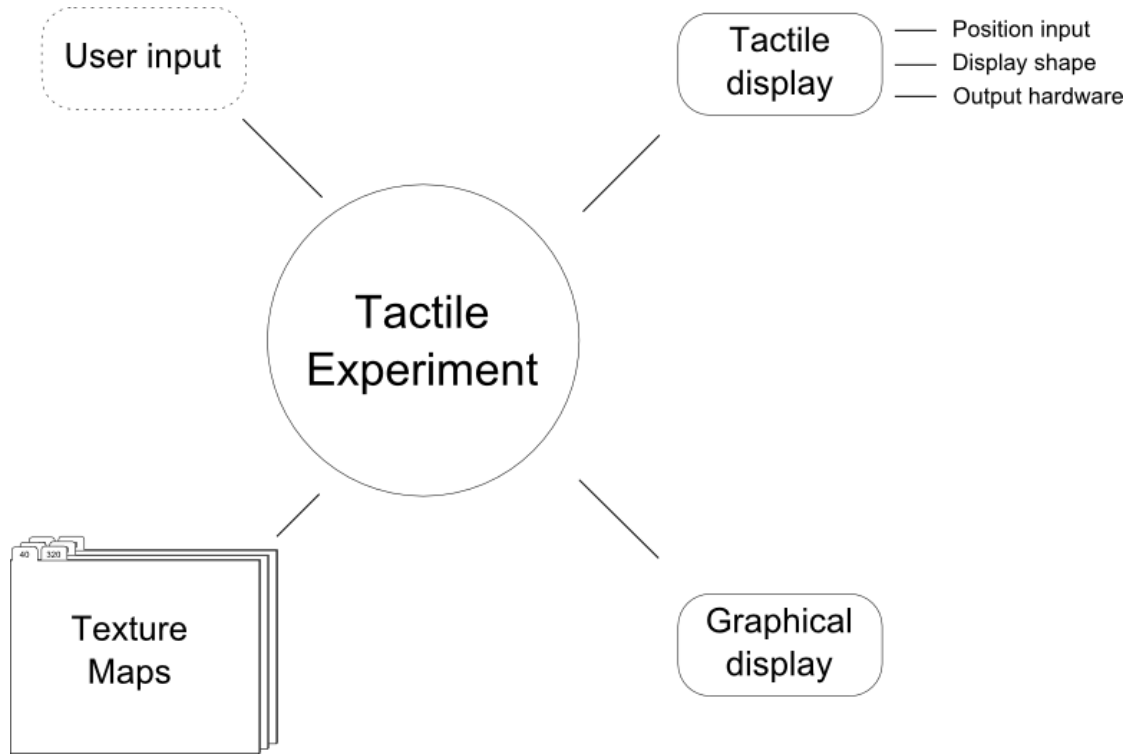 User input
Tactile
display
Position input
Display shape
Output hardware
Tactile
Experiment
40 320
Texture
Maps
Graphical
display